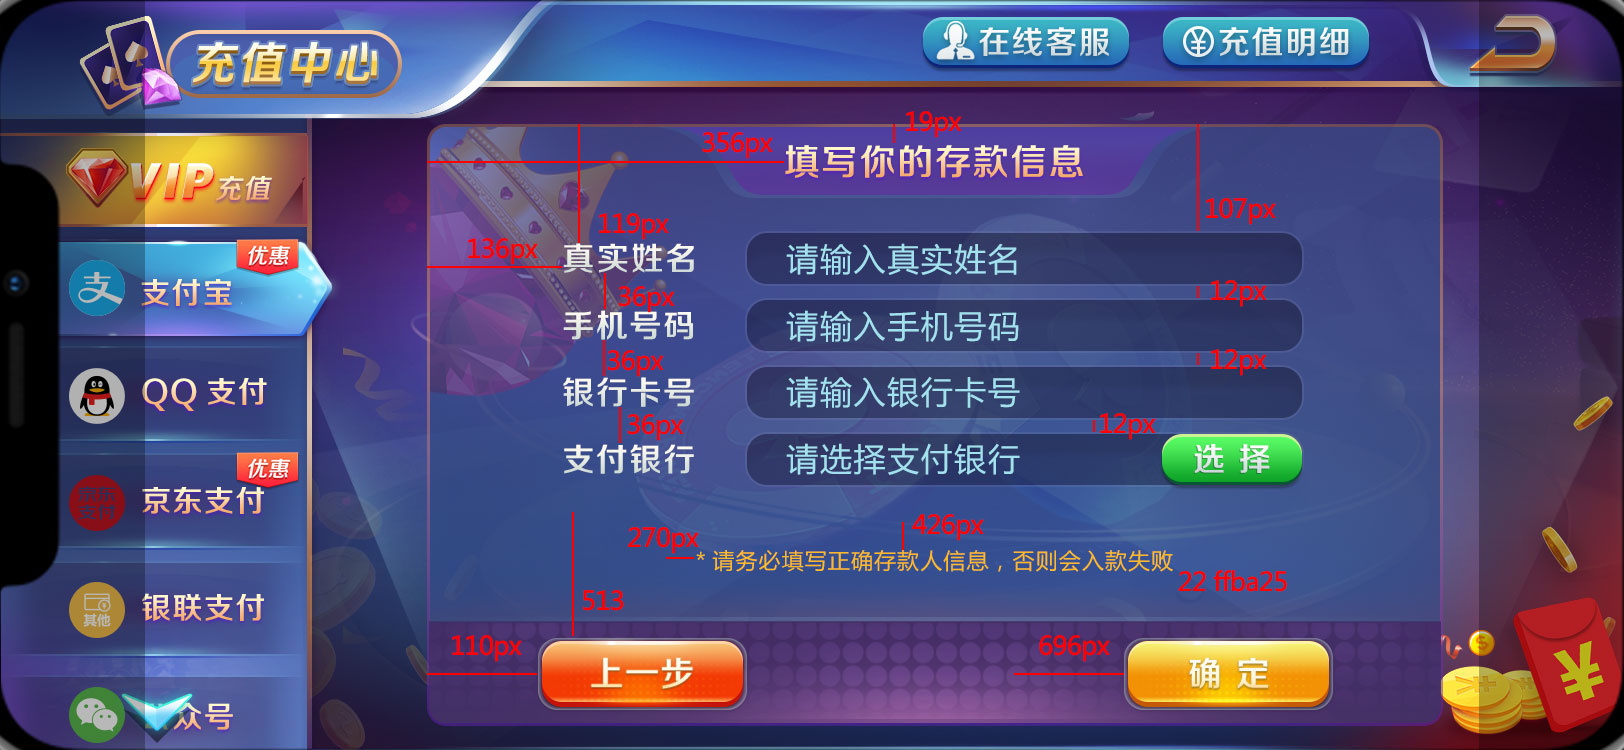 充值中心
在线客服
充值明细
VIP充值
优惠
支付宝
QQ 支付
优惠
京东支付
京东
支付
其他
银联支付
众号
19px
356px
填写你的存款信息
107px
119px
136px
真实姓名
请输入真实姓名
36px
12px
手机号码
请输入手机号码
36px
12px
银行卡号
请输入银行卡号
36px
12px
支付银行
请选择支付银行
选 择
426px
270px
* 请务必填写正确存款人信息，否则会入款失败
22 ffba25
513
110px
696px
上一步
确 定
¥